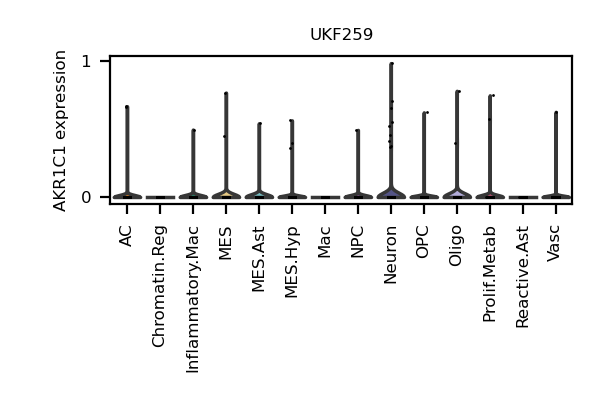 UKF259
AKR1C1 expression
1
0
AC
Chromatin.Reg
Inflammatory.Mac
MES
MES.Ast
MES.Hyp
Mac
NPC
Neuron
OPC
Oligo
Prolif.Metab
Reactive.Ast
Vasc